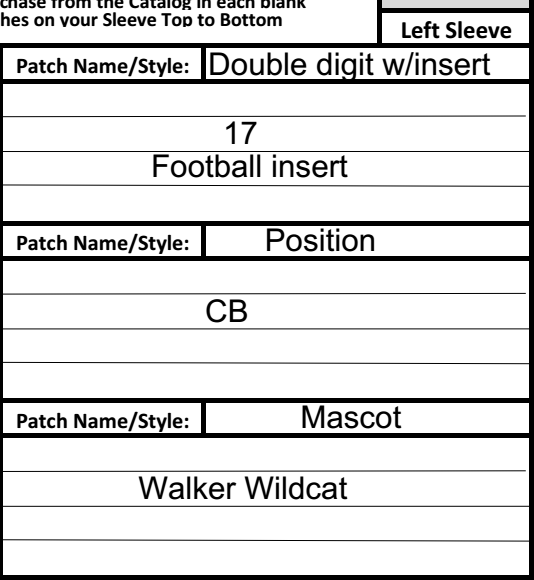 chase from the Catalog in each blank
hes on your Sleeve Top to Bottom
Left Sleeve
Patch Name/Style: Double digit w/insert
17
Football insert
Patch Name/Style: Position
CB
Patch Name/Style: Mascot
Walker Wildcat